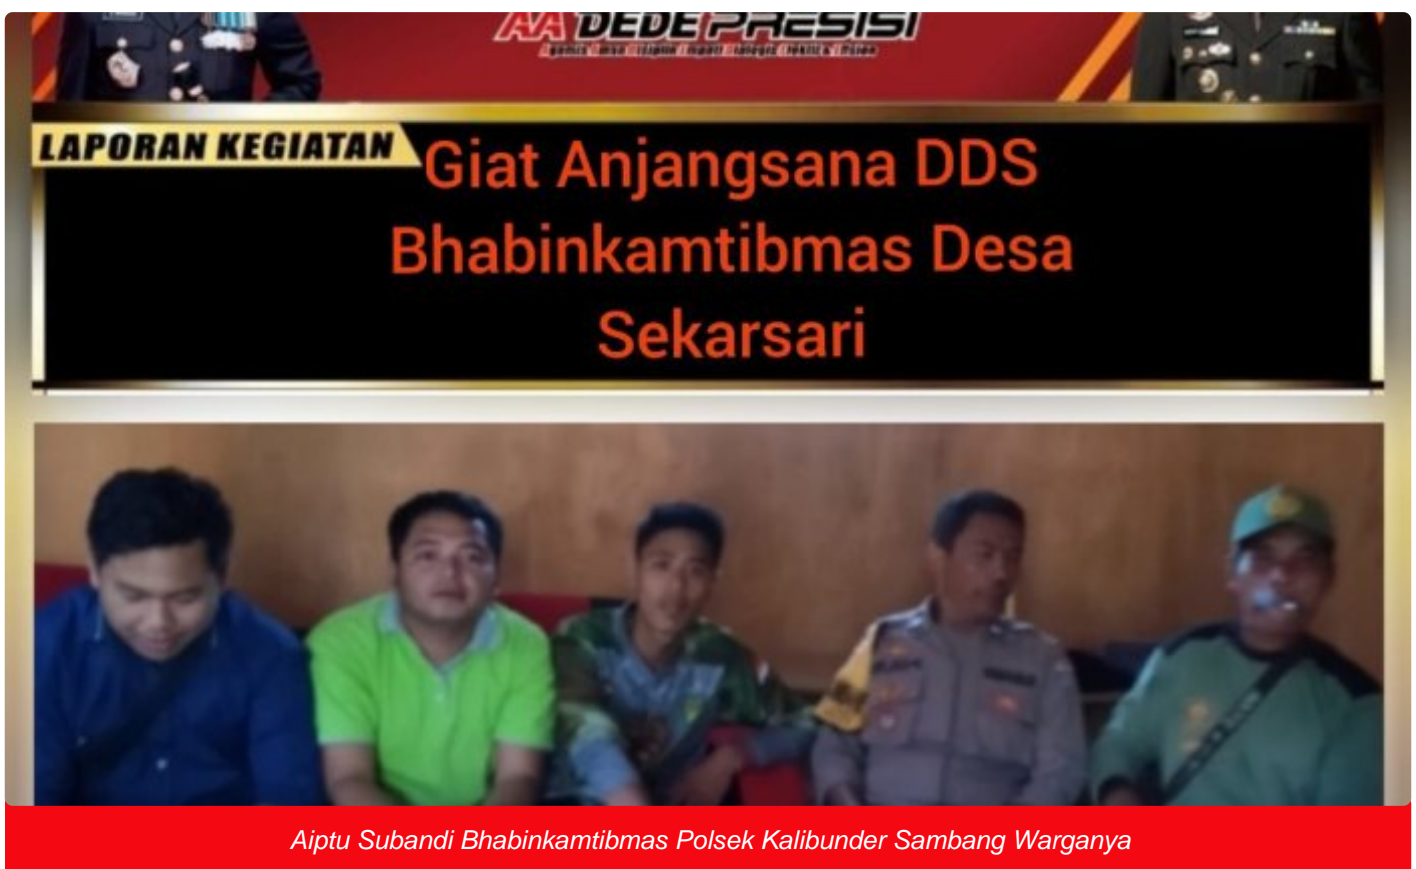 AA DEDE PRESISI
LAPORAN KEGIATAN
Giat Anjangsana DDS
Bhabinkamtibmas Desa
Sekarsari
Aiptu Subandi Bhabinkamtibmas Polsek Kalibunder Sambang Warganya